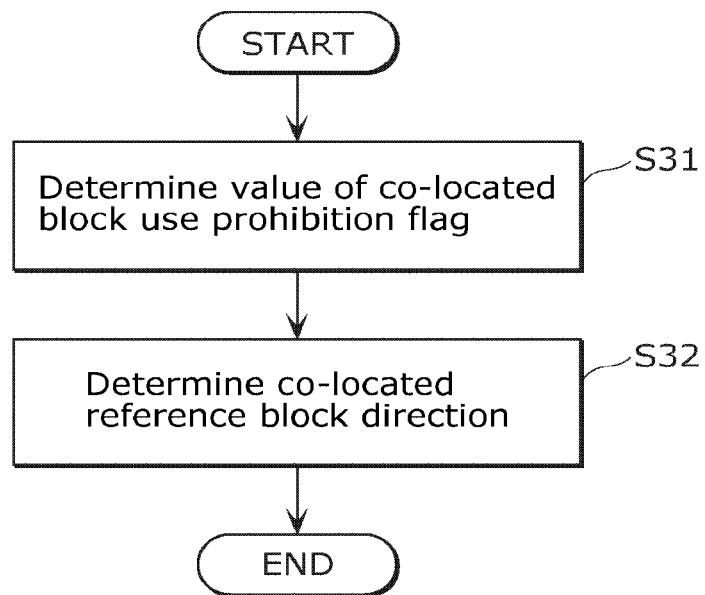 START
Determine value of co-located
block use prohibition flag
S31
Determine co-located
reference block direction
S32
END